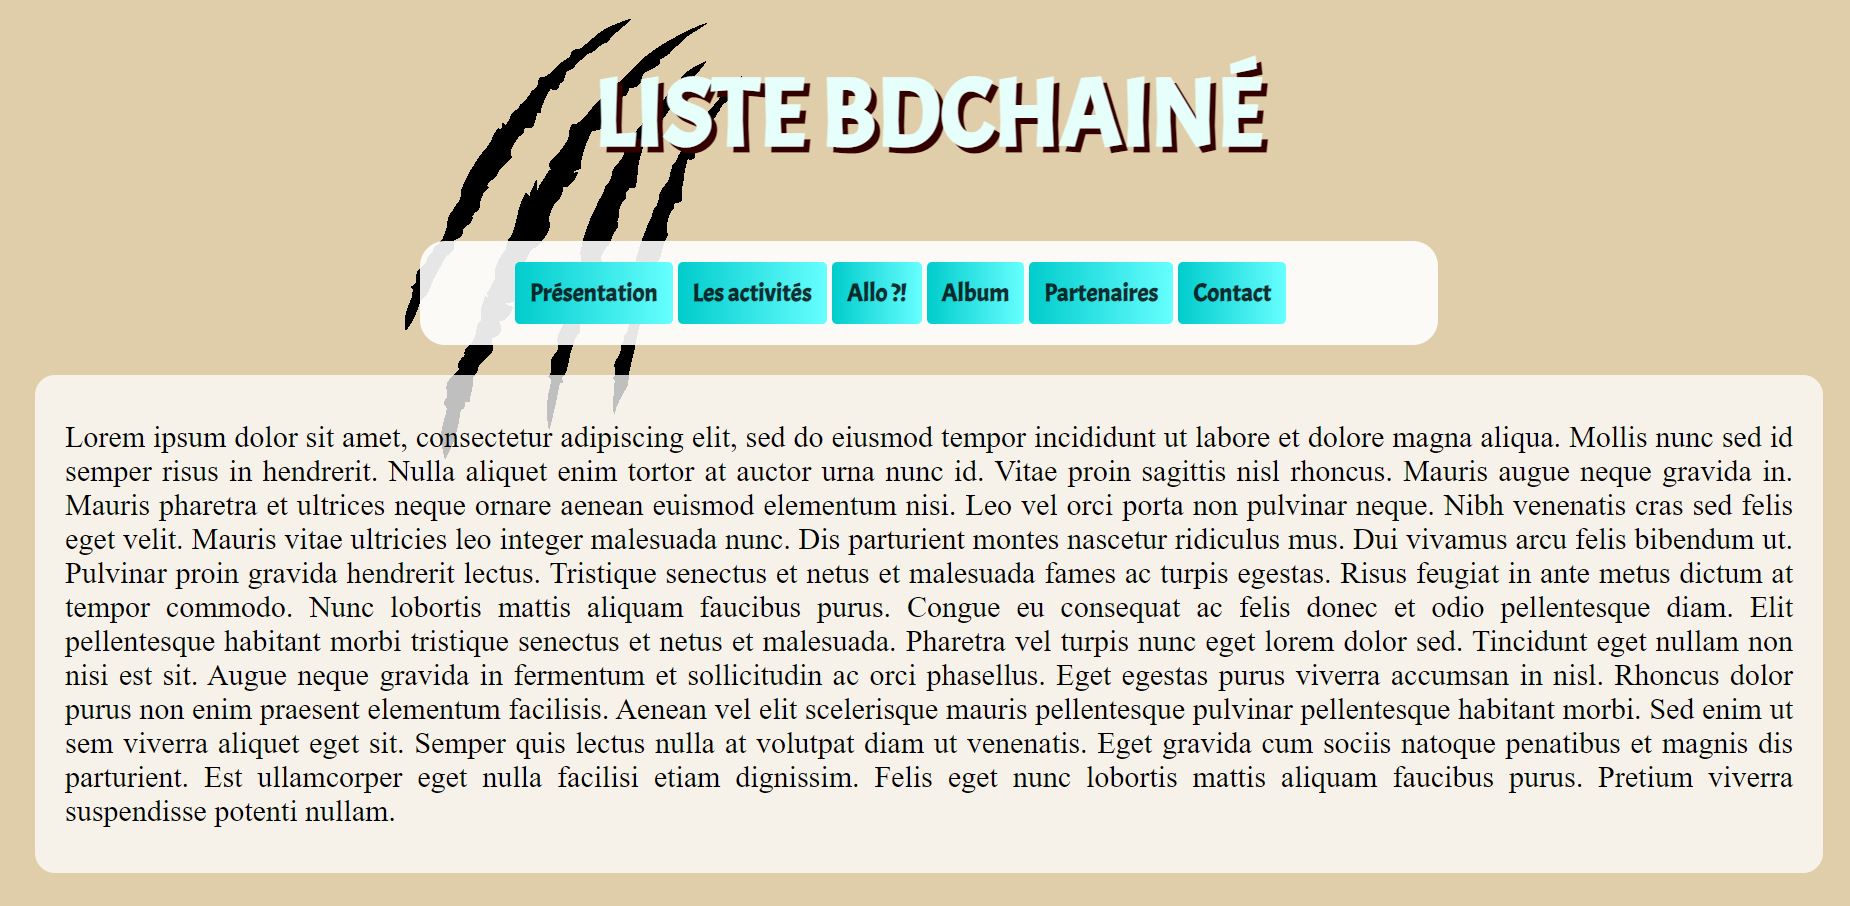 LISTE BDCHAINÉ
Présentation Les activités Allo ?! Album Partenaires Contact
Lorem ipsum dolor sit amet, consectetur adipiscing elit, sed do eiusmod tempor incididunt ut labore et dolore magna aliqua. Mollis nunc sed id
semper risus in hendrerit. Nulla aliquet enim tortor at auctor urna nunc id. Vitae proin sagittis nisl rhoncus. Mauris augue neque gravida in.
Mauris pharetra et ultrices neque ornare aenean euismod elementum nisi. Leo vel orci porta non pulvinar neque. Nibh venenatis cras sed felis
eget velit. Mauris vitae ultricies leo integer malesuada nunc. Dis parturient montes nascetur ridiculus mus. Dui vivamus arcu felis bibendum ut.
Pulvinar proin gravida hendrerit lectus. Tristique senectus et netus et malesuada fames ac turpis egestas. Risus feugiat in ante metus dictum at
tempor commodo. Nunc lobortis mattis aliquam faucibus purus. Congue eu consequat ac felis donec et odio pellentesque diam. Elit
pellentesque habitant morbi tristique senectus et netus et malesuada. Pharetra vel turpis nunc eget lorem dolor sed. Tincidunt eget nullam non
nisi est sit. Augue neque gravida in fermentum et sollicitudin ac orci phasellus. Eget egestas purus viverra accumsan in nisl. Rhoncus dolor
purus non enim praesent elementum facilisis. Aenean vel elit scelerisque mauris pellentesque pulvinar pellentesque habitant morbi. Sed enim ut
sem viverra aliquet eget sit. Semper quis lectus nulla at volutpat diam ut venenatis. Eget gravida cum sociis natoque penatibus et magnis dis
parturient. Est ullamcorper eget nulla facilisi etiam dignissim. Felis eget nunc lobortis mattis aliquam faucibus purus. Pretium viverra
suspendisse potenti nullam.